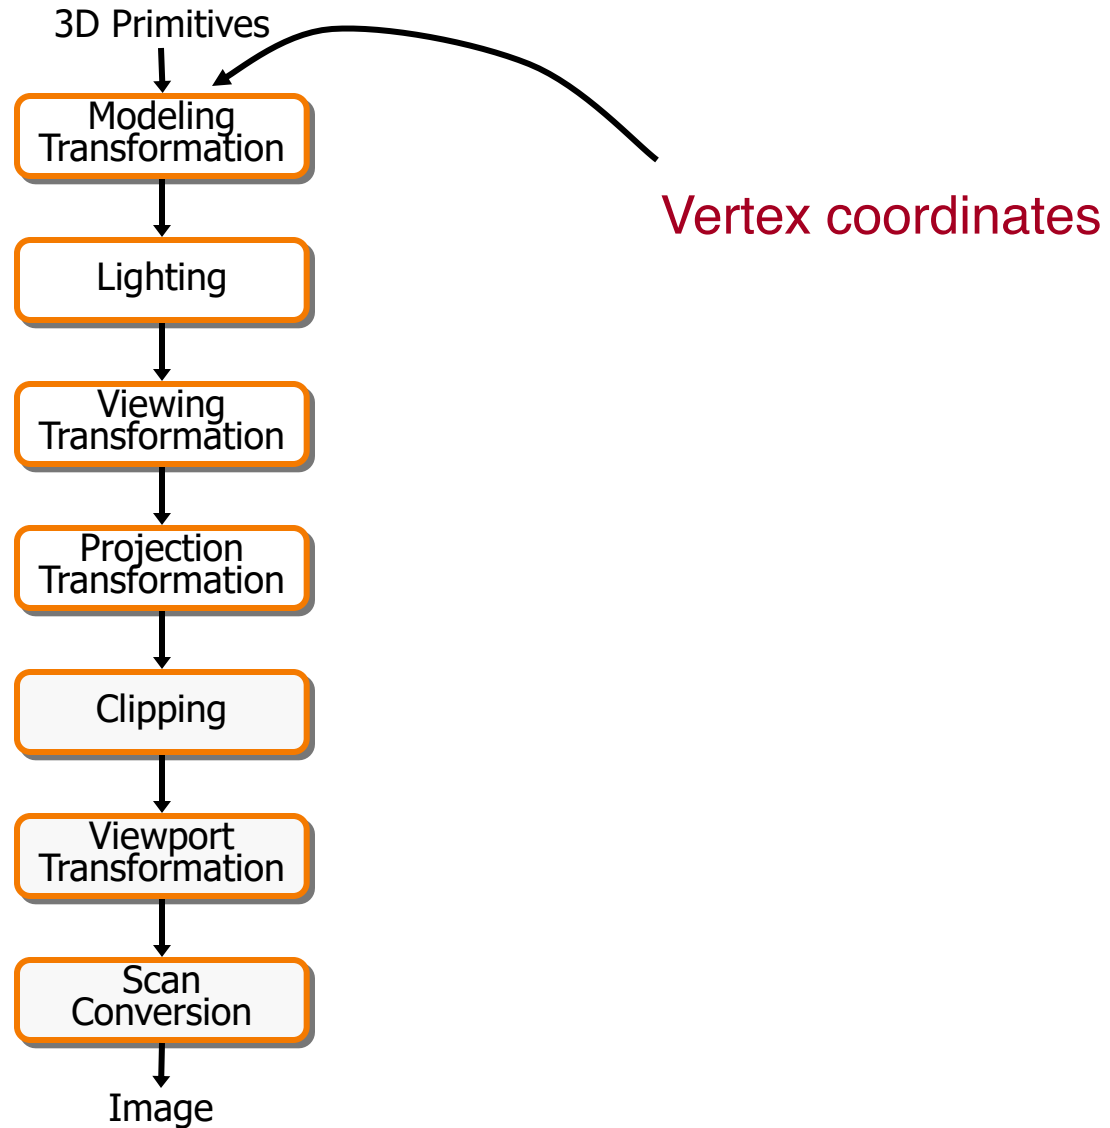 3D Primitives
Modeling
Transformation
Vertex coordinates
Lighting
Viewing
Transformation
Projection
Transformation
Clipping
Viewport
Transformation
Scan
Conversion
Image